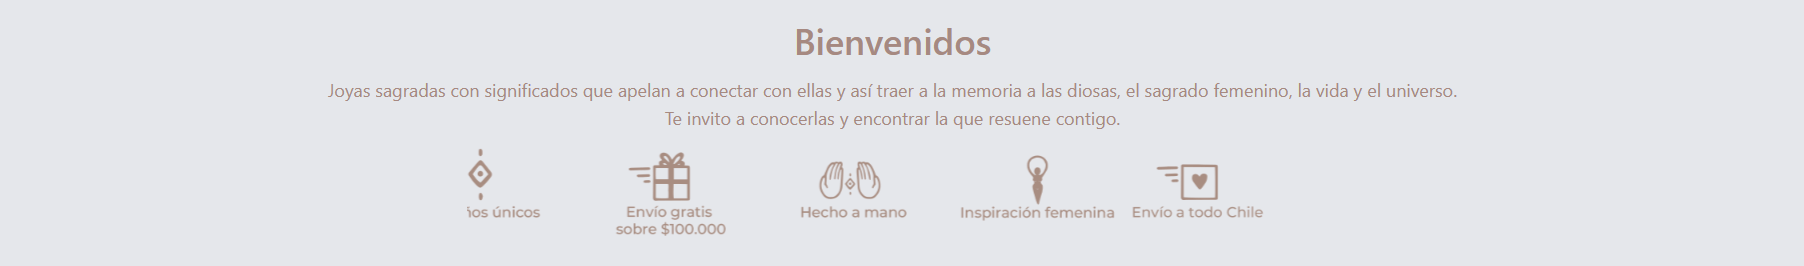 Bienvenidos
Joyas sagradas con significados que apelan a conectar con ellas y así traer a la memoria a las diosas, el sagrado femenino, la vida y el universo.
Te invito a conocerlas y encontrar la que resuene contigo.
únicos
Envío gratis
sobre $100.000
Hecho a mano
Inspiración femenina
Envío a todo Chile